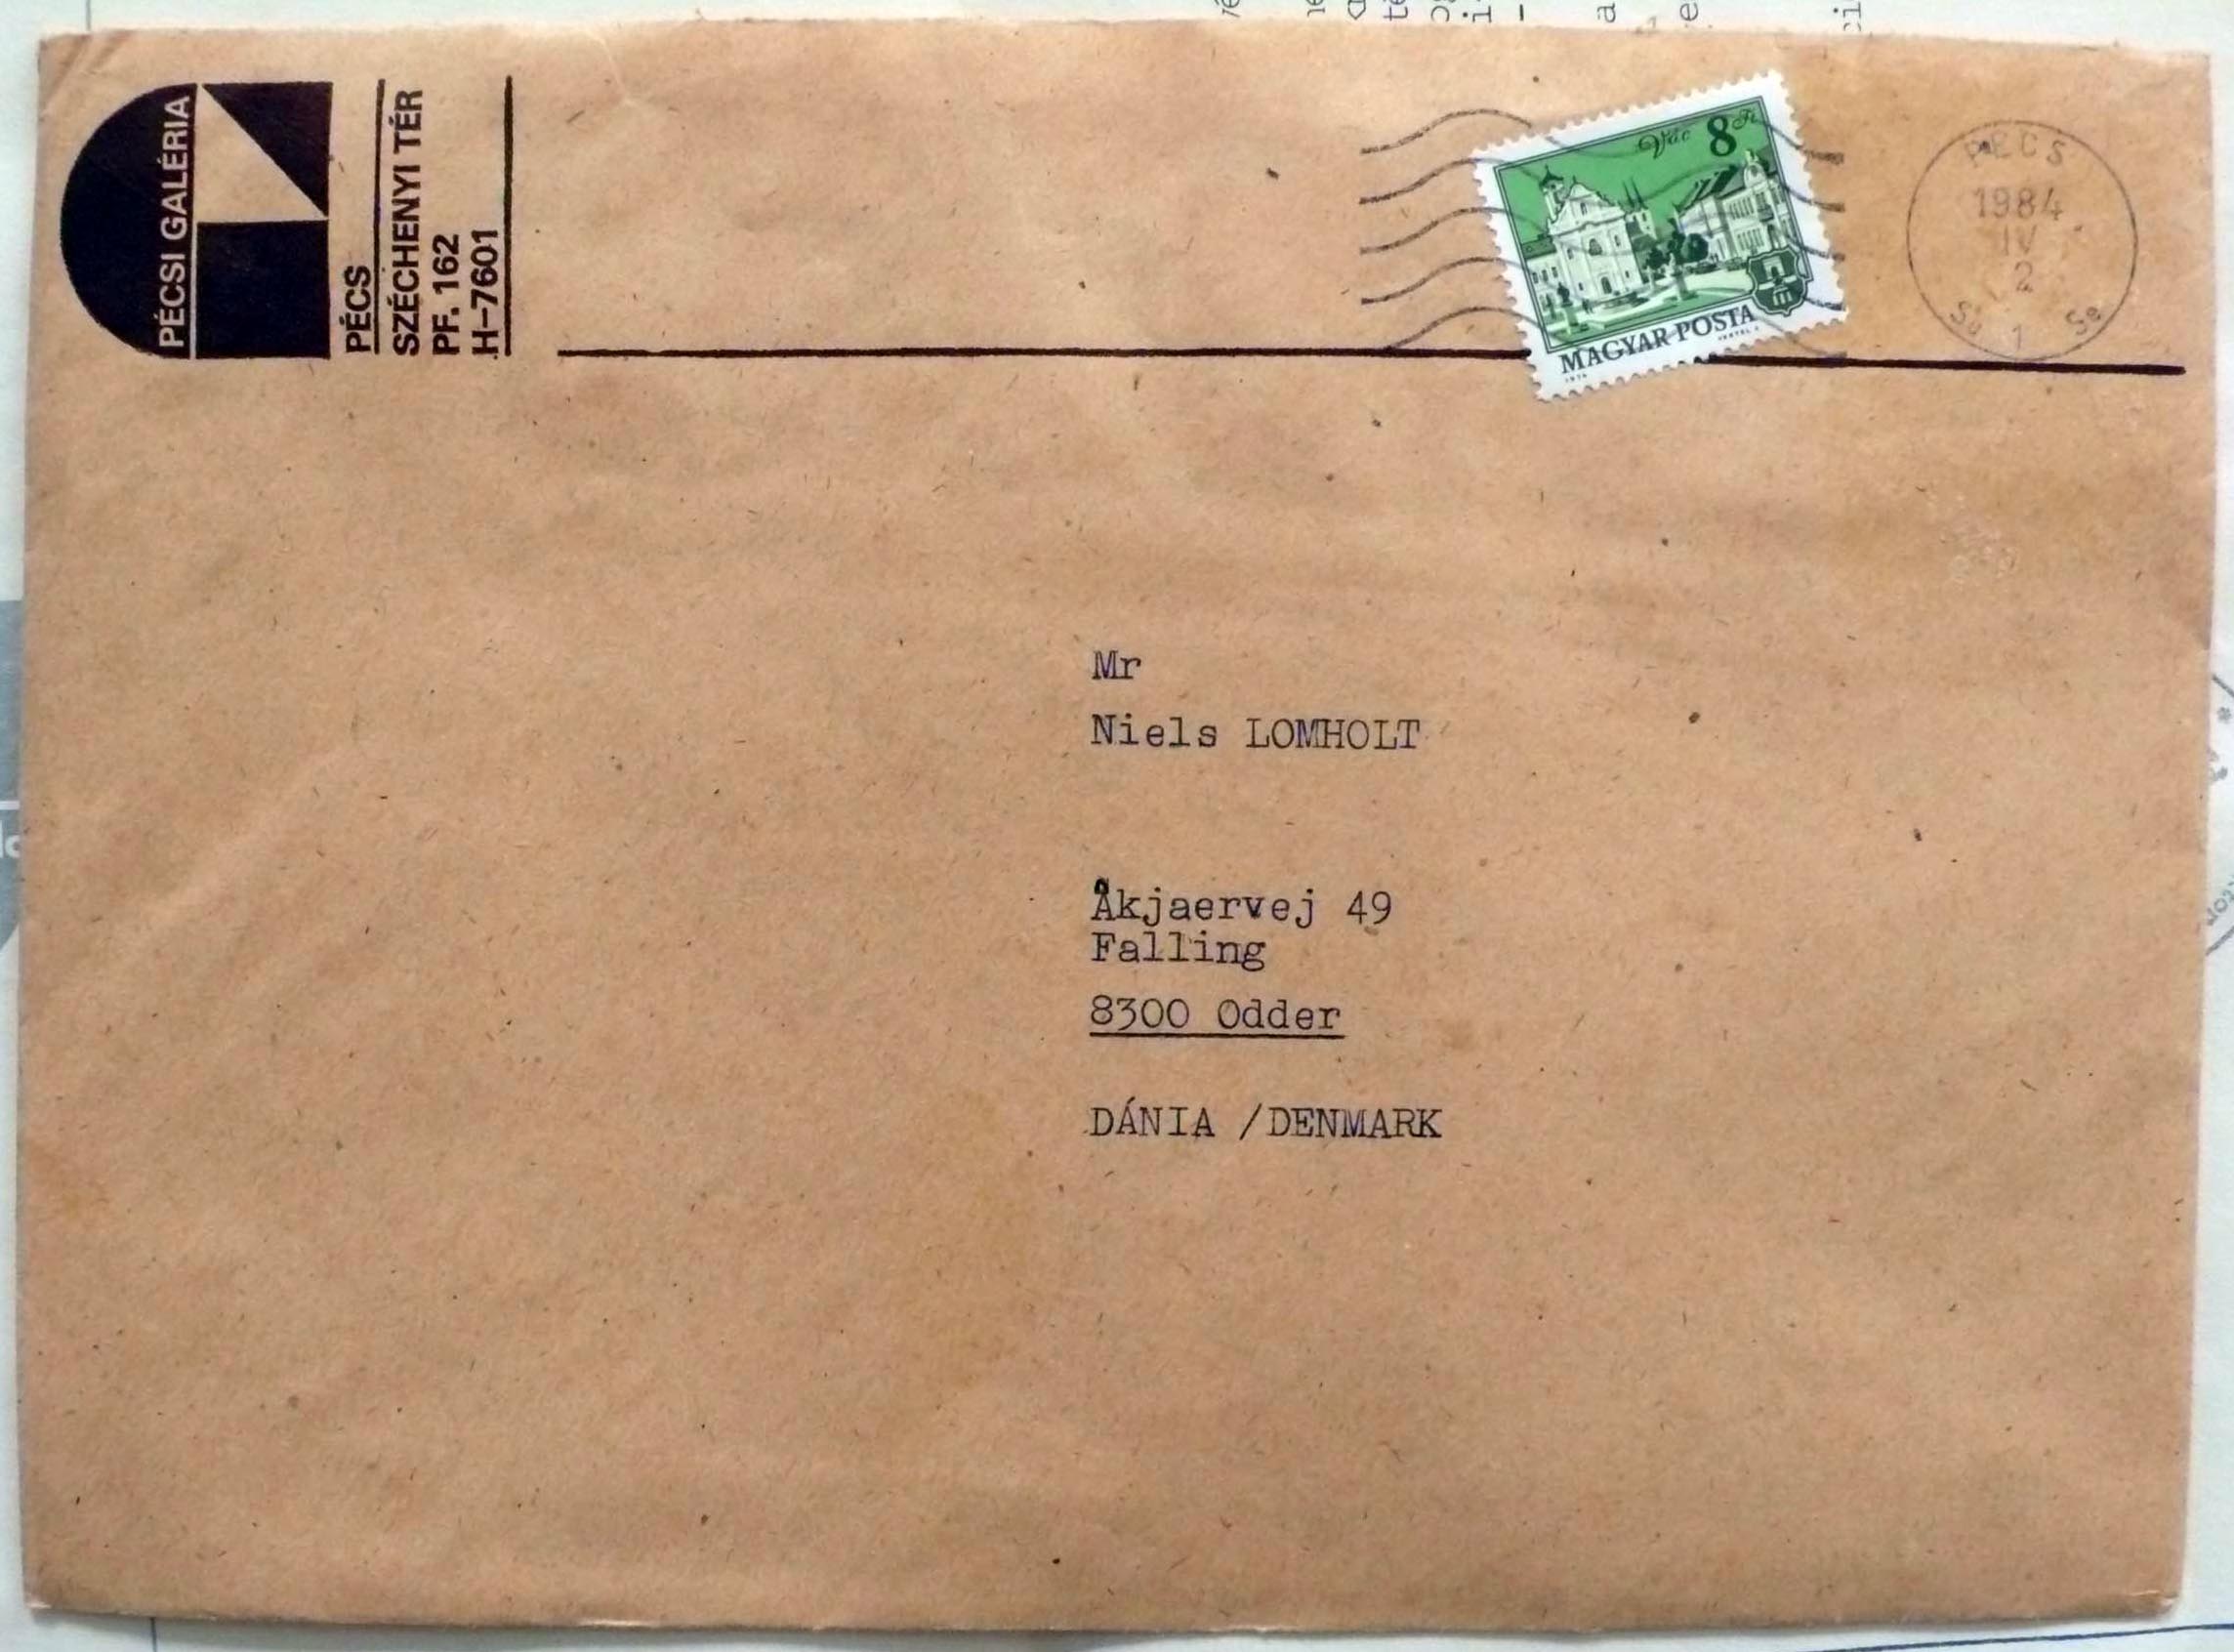 PÉCSI GALÉRIA
PÉCS
SZÉCHENYI TÉR
PF. 162
H-7601
Vác 8 Ft
MAGYAR POSTA
PÉCS
1984
IV
2
1
Mr
Niels LOMHOLT
Åkjaervej 49
Falling
8300 Odder
DÁNIA /DENMARK